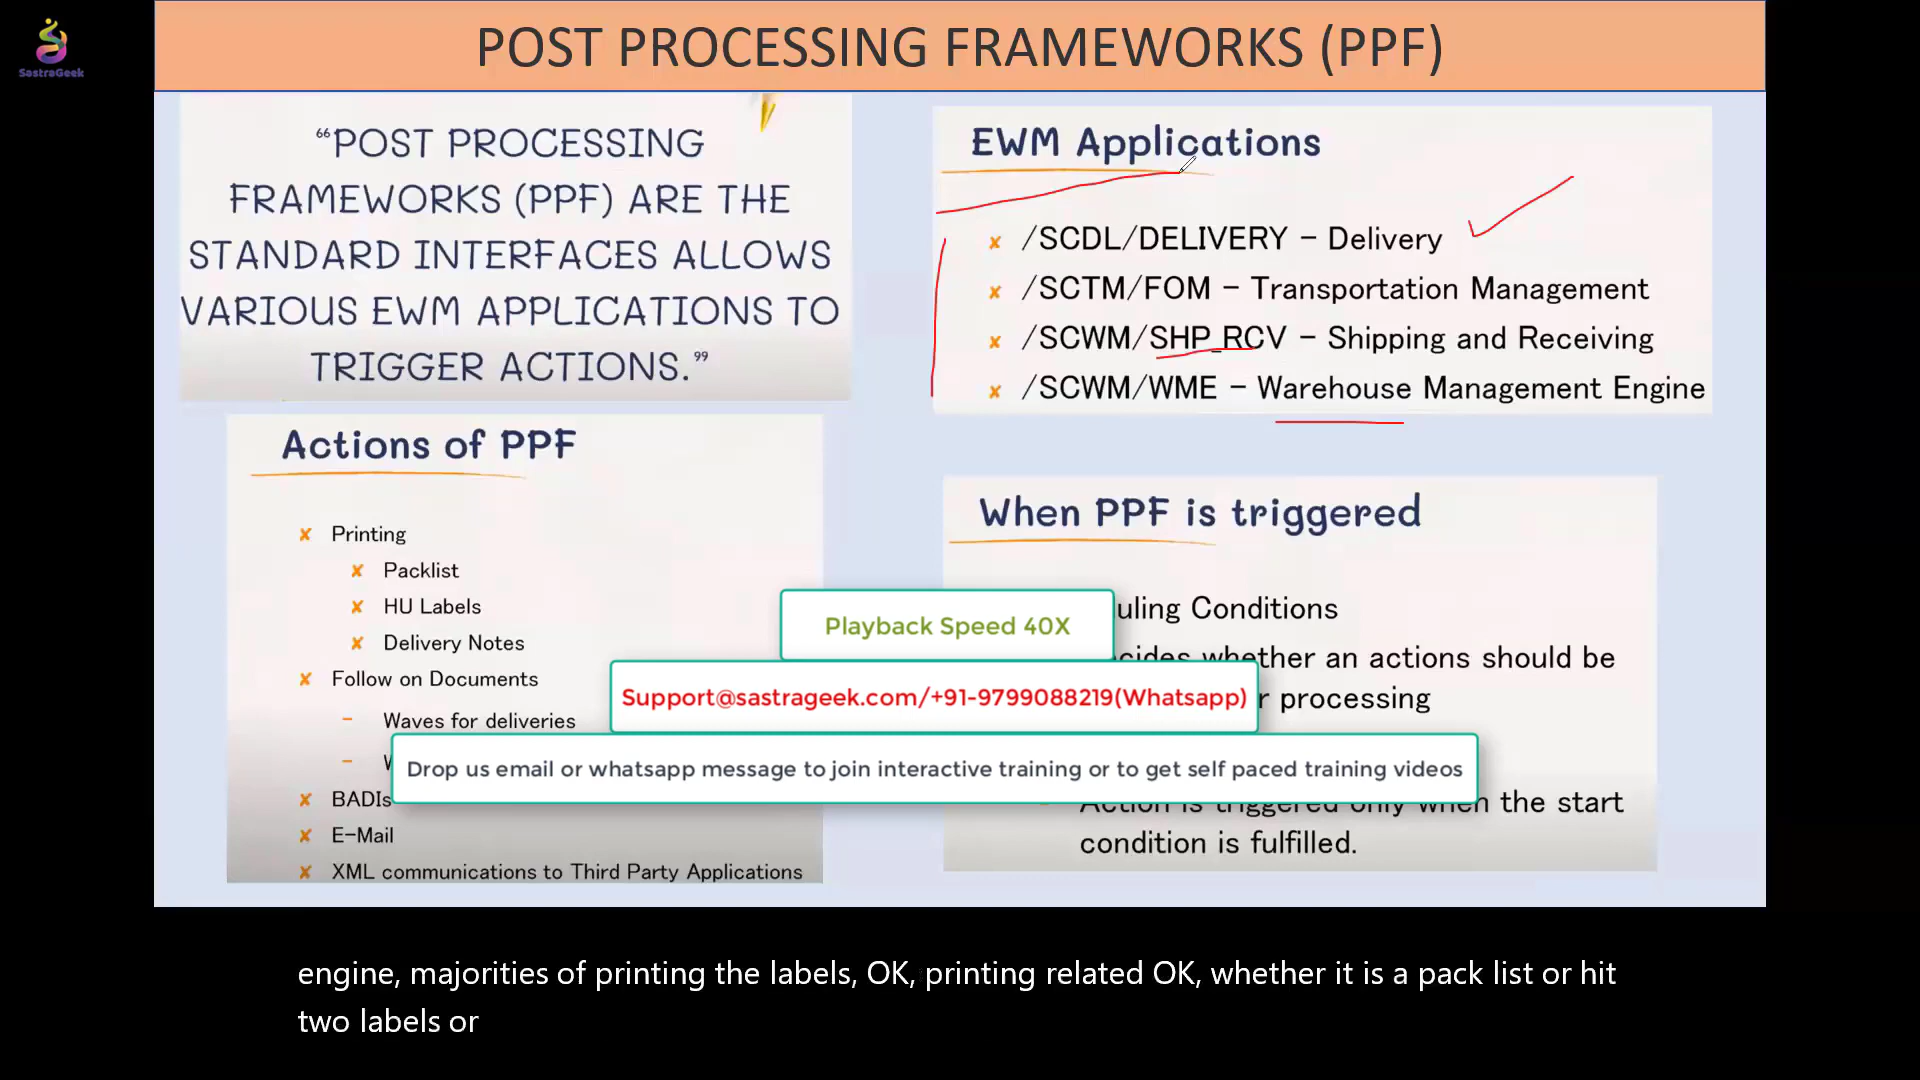 SastraGeek
POST PROCESSING FRAMEWORKS (PPF)
“POST PROCESSING
FRAMEWORKS (PPF) ARE THE
STANDARD INTERFACES ALLOWS
VARIOUS EWM APPLICATIONS TO
TRIGGER ACTIONS.”
EWM Applications
/SCDL/DELIVERY – Delivery
/SCTM/FOM – Transportation Management
/SCWM/SHP_RCV – Shipping and Receiving
/SCWM/WME – Warehouse Management Engine
Actions of PPF
Printing
Packlist
HU Labels
Delivery Notes
Follow on Documents
Waves for deliveries
BADIs
E-Mail
XML communications to Third Party Applications
When PPF is triggered
Conditions
whether an actions should be
processing
Action is triggered only when the start
condition is fulfilled.
Playback Speed 40X
Support@sastrageek.com/+91-9799088219(Whatsapp)
Drop us email or whatsapp message to join interactive training or to get self paced training videos
engine, majorities of printing the labels, OK, printing related OK, whether it is a pack list or hit
two labels or